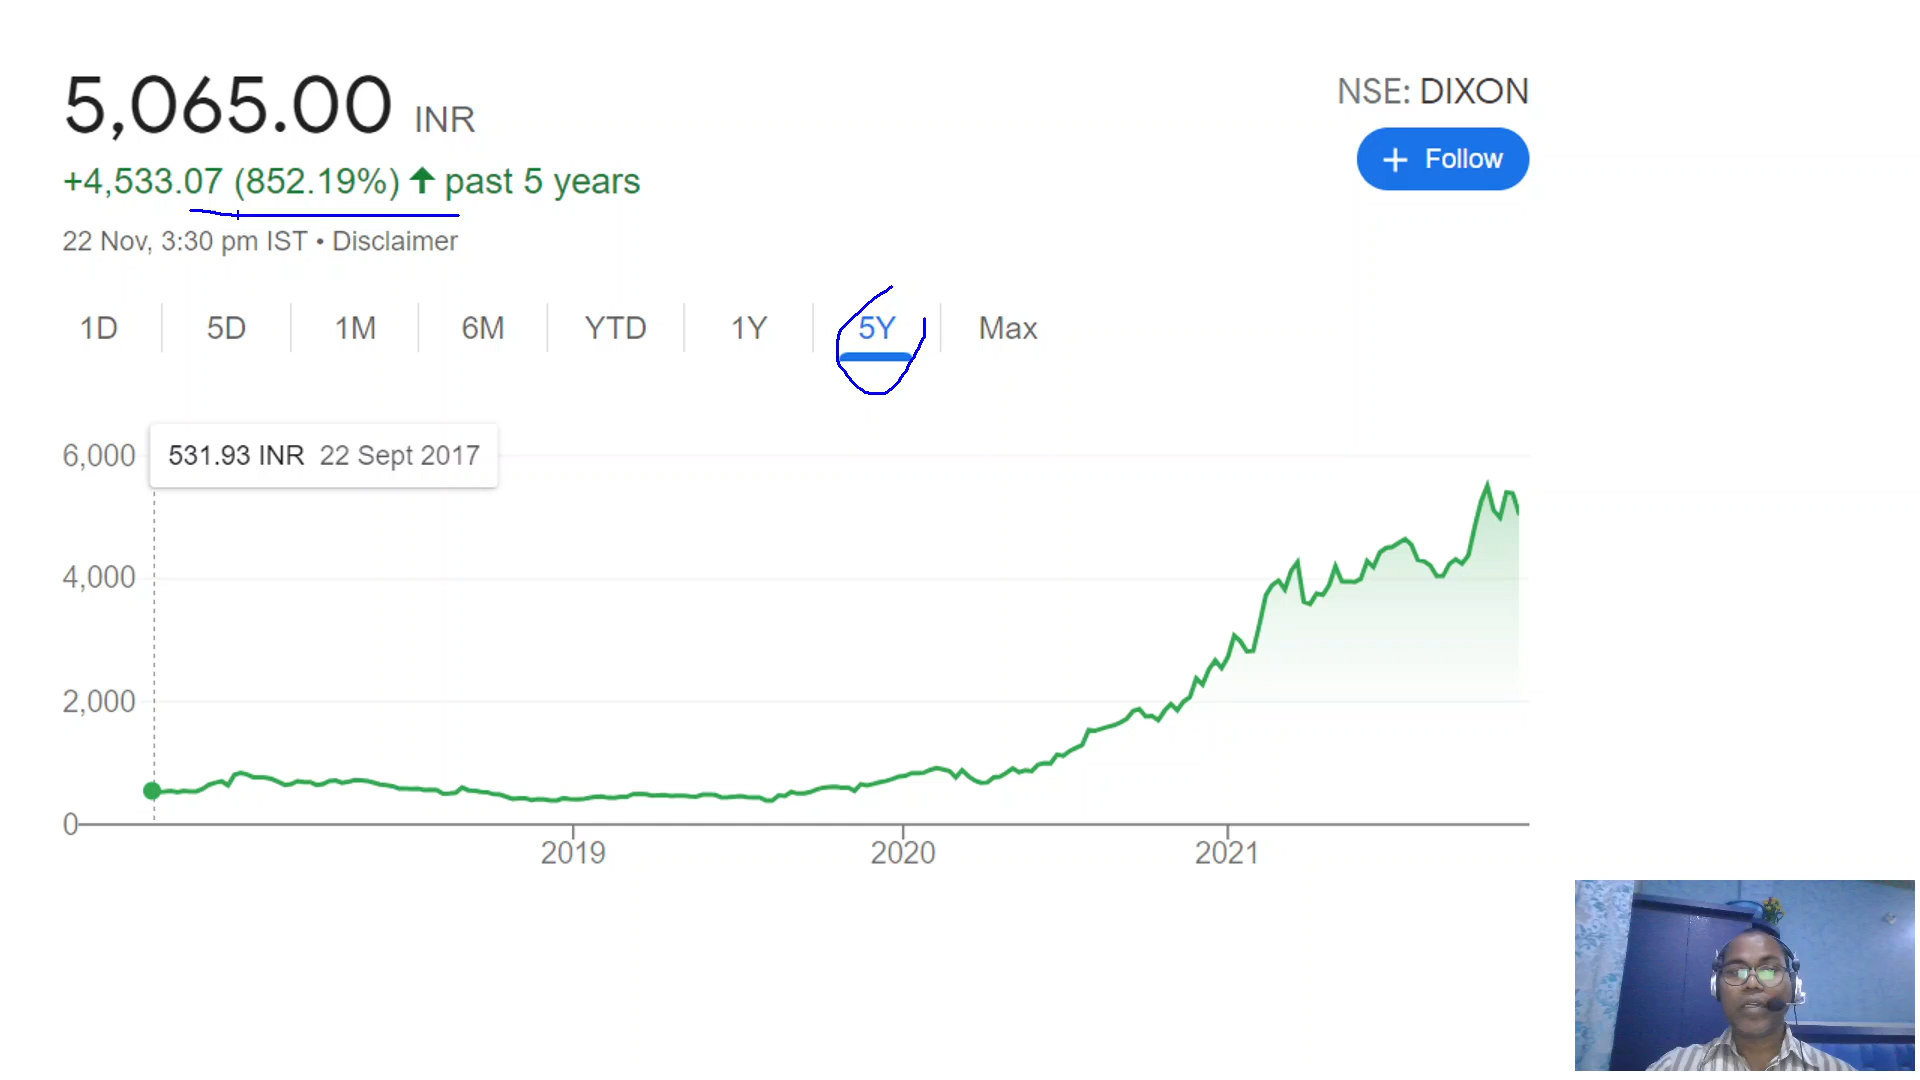 5,065.00 INR
NSE: DIXON
+ Follow
+4,533.07 (852.19%) ↑ past 5 years
22 Nov, 3:30 pm IST • Disclaimer
1D 5D 1M 6M YTD 1Y 5Y Max
531.93 INR 22 Sept 2017
6,000
4,000
2,000
0
2019 2020 2021